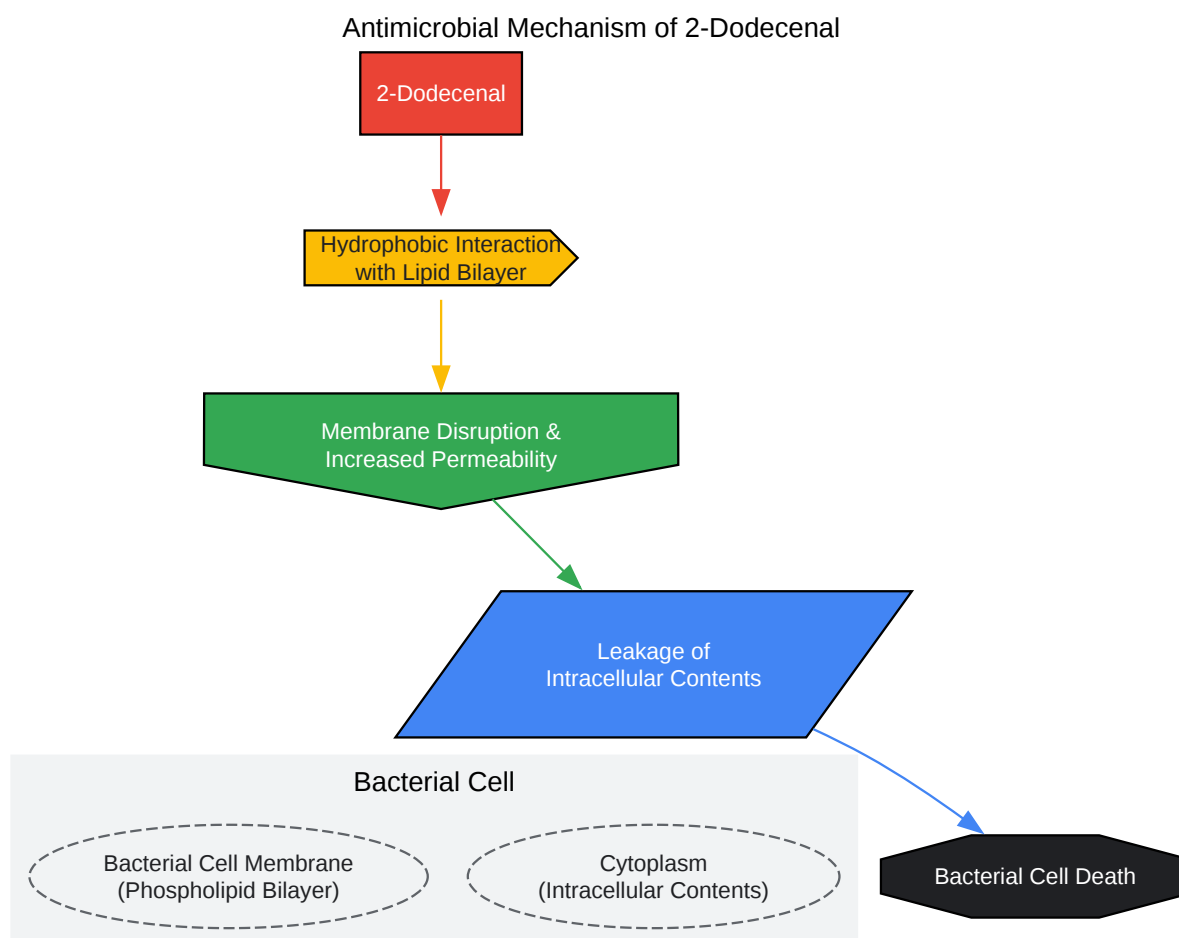 Antimicrobial Mechanism of 2-Dodecenal
2-Dodecenal
Hydrophobic Interaction
with Lipid Bilayer
Membrane Disruption &
Increased Permeability
Leakage of
Intracellular Contents
Bacterial Cell
Bacterial Cell Membrane
(Phospholipid Bilayer)
Cytoplasm
(Intracellular Contents)
Bacterial Cell Death